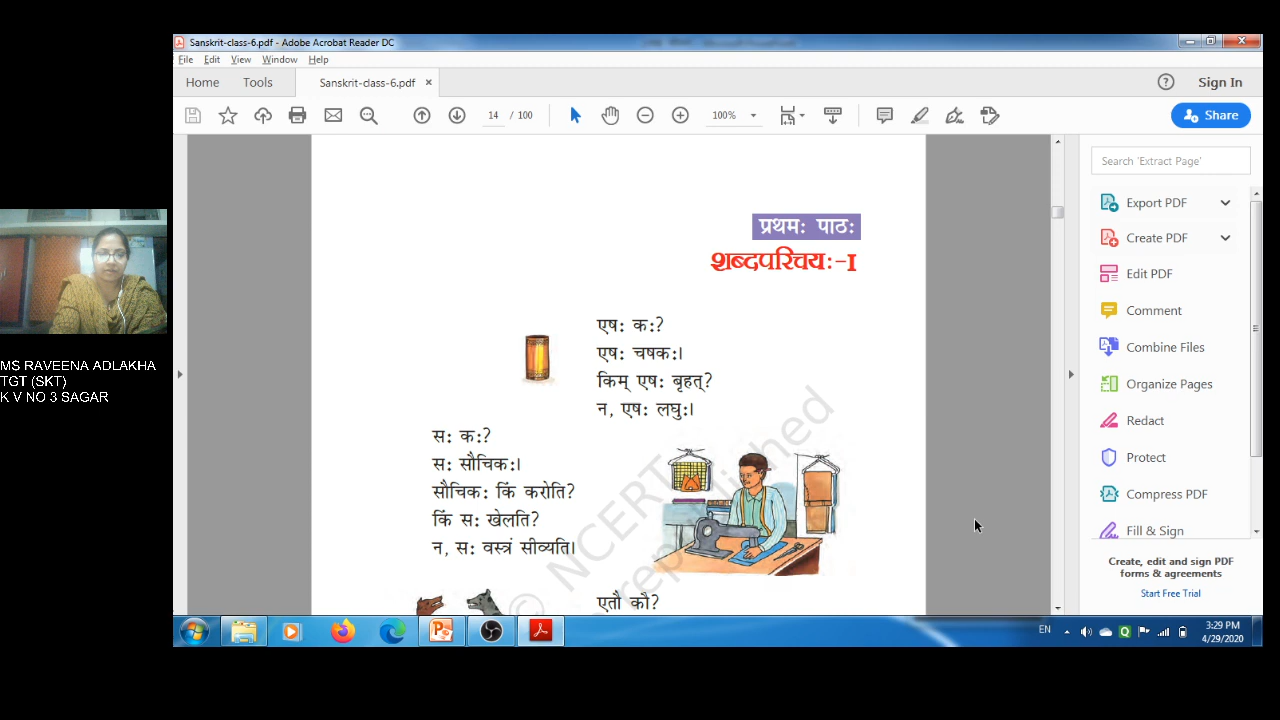 Sanskrit-class-6.pdf - Adobe Acrobat Reader DC
File Edit View Window Help
Home Tools Sanskrit-class-6.pdf × Sign In
14 / 100 100% Share
Search 'Extract Page'
Export PDF
Create PDF
Edit PDF
Comment
Combine Files
Organize Pages
Redact
Protect
Compress PDF
Fill & Sign
Create, edit and sign PDF
forms & agreements
Start Free Trial
प्रथमः पाठः
शब्दपरिचयः-I
एषः कः?
एषः चषकः।
किम् एषः बृहत्?
न, एषः लघुः।
सः कः?
सः सौचिकः।
सौचिकः किं करोति?
किं सः खेलति?
न, सः वस्त्रं सीव्यति।
एतौ कौ?
© NCERT
MS RAVEENA ADLAKHA
TGT (SKT)
K V NO 3 SAGAR
EN
3:29 PM
4/29/2020